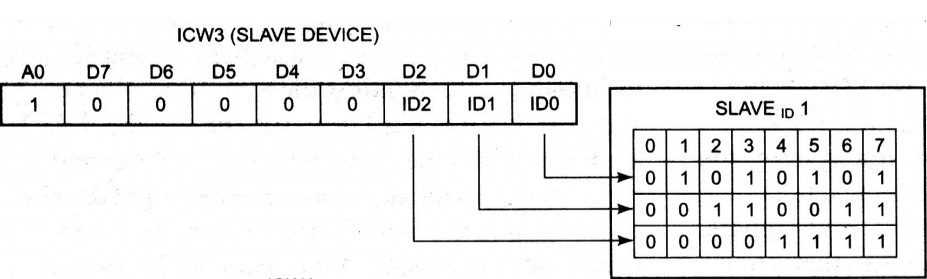 ICW3 (SLAVE DEVICE)
A0 D7 D6 D5 D4 D3 D2 D1 D0
1 0 0 0 0 0 ID2 ID1 ID0
SLAVE ID 1
0 1 2 3 4 5 6 7
0 1 0 1 0 1 0 1
0 0 1 1 0 0 1 1
0 0 0 0 1 1 1 1